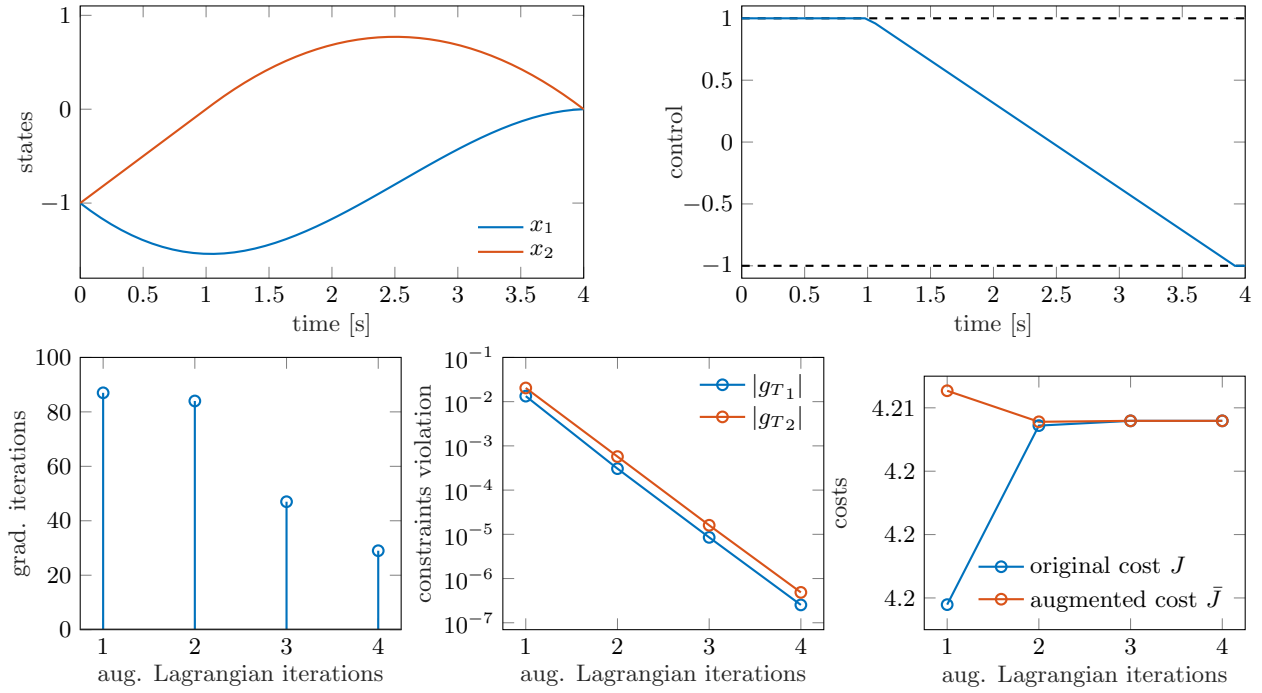 1
0
−1
states
x₁
x₂
0 0.5 1 1.5 2 2.5 3 3.5 4
time [s]
1
0.5
0
−0.5
−1
control
0 0.5 1 1.5 2 2.5 3 3.5 4
time [s]
100
80
60
40
20
0
grad. iterations
1 2 3 4
aug. Lagrangian iterations
10⁻¹
10⁻²
10⁻³
10⁻⁴
10⁻⁵
10⁻⁶
10⁻⁷
constraints violation
|g_{T 1}|
|g_{T 2}|
1 2 3 4
aug. Lagrangian iterations
4.21
4.2
4.2
4.2
costs
original cost J
augmented cost J̄
1 2 3 4
aug. Lagrangian iterations